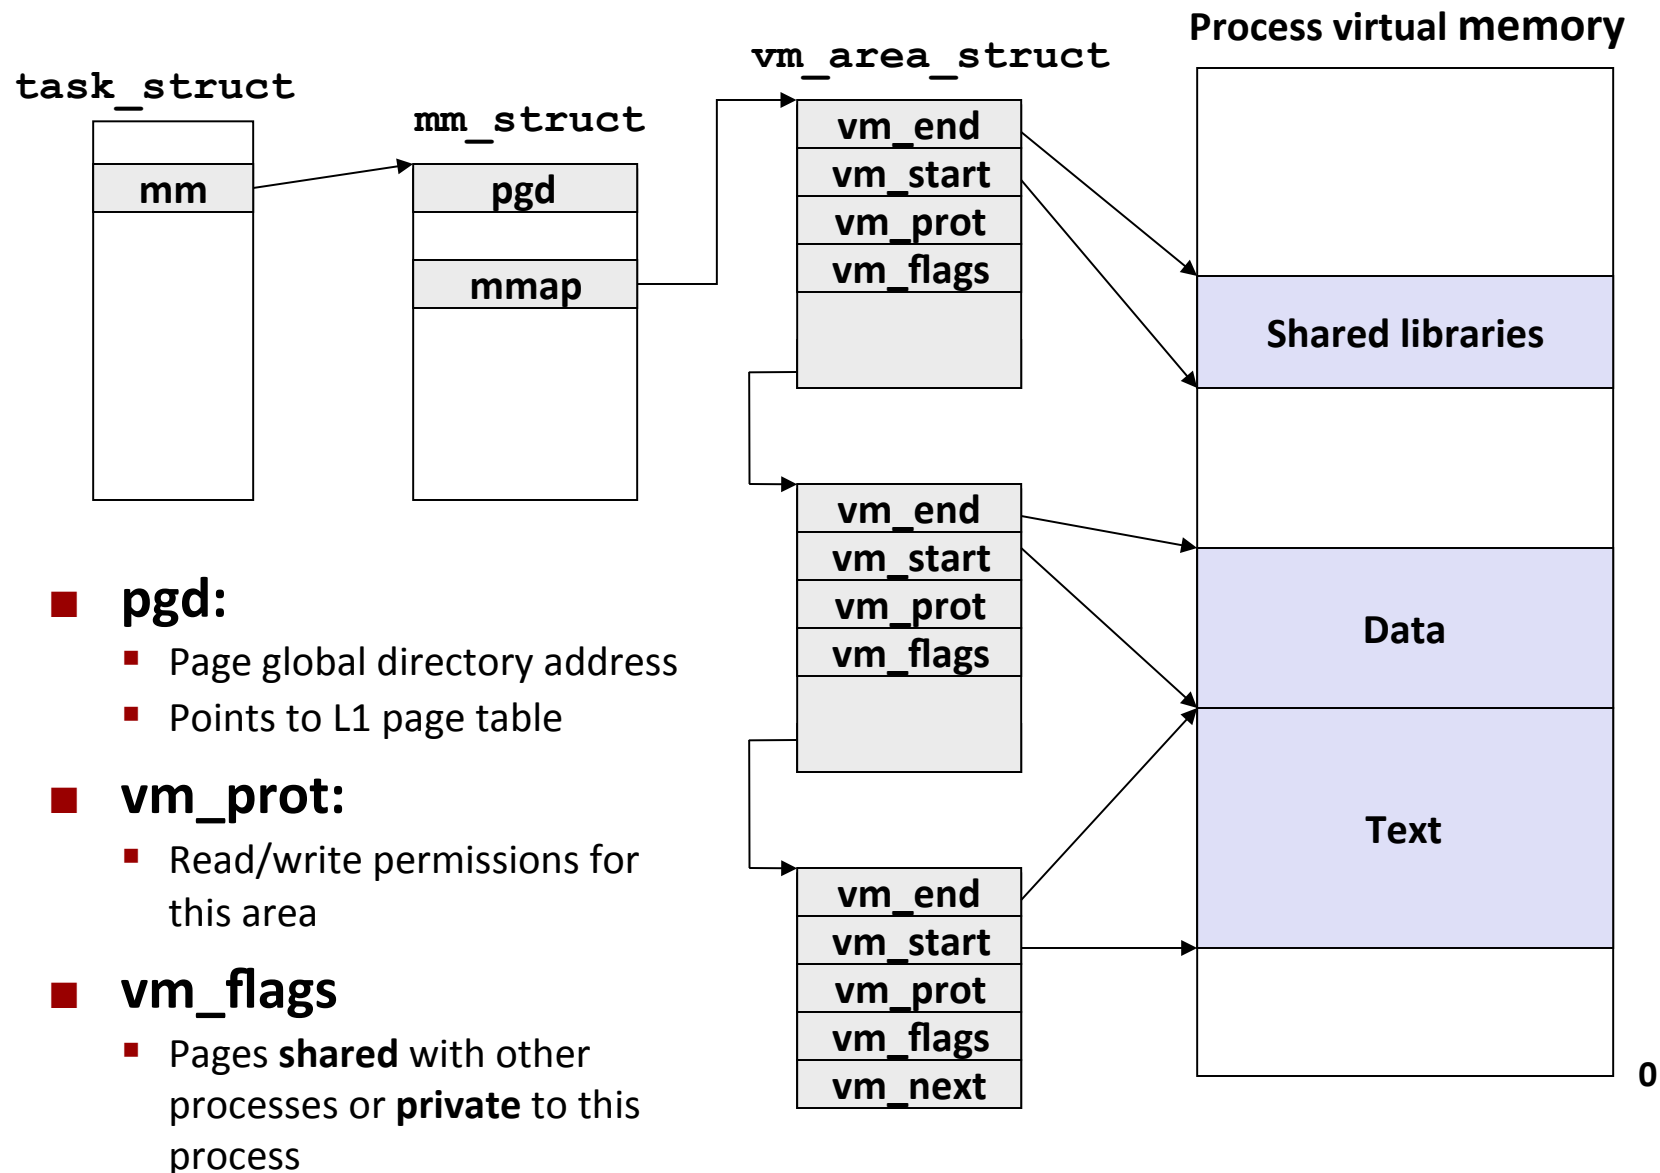 Process virtual memory
vm_area_struct
task_struct
mm_struct
mm
pgd
mmap
vm_end
vm_start
vm_prot
vm_flags
Shared libraries
vm_end
vm_start
vm_prot
vm_flags
Data
Text
vm_end
vm_start
vm_prot
vm_flags
vm_next
0
■ pgd:
▪ Page global directory address
▪ Points to L1 page table
■ vm_prot:
▪ Read/write permissions for
this area
■ vm_flags
▪ Pages shared with other
processes or private to this
process